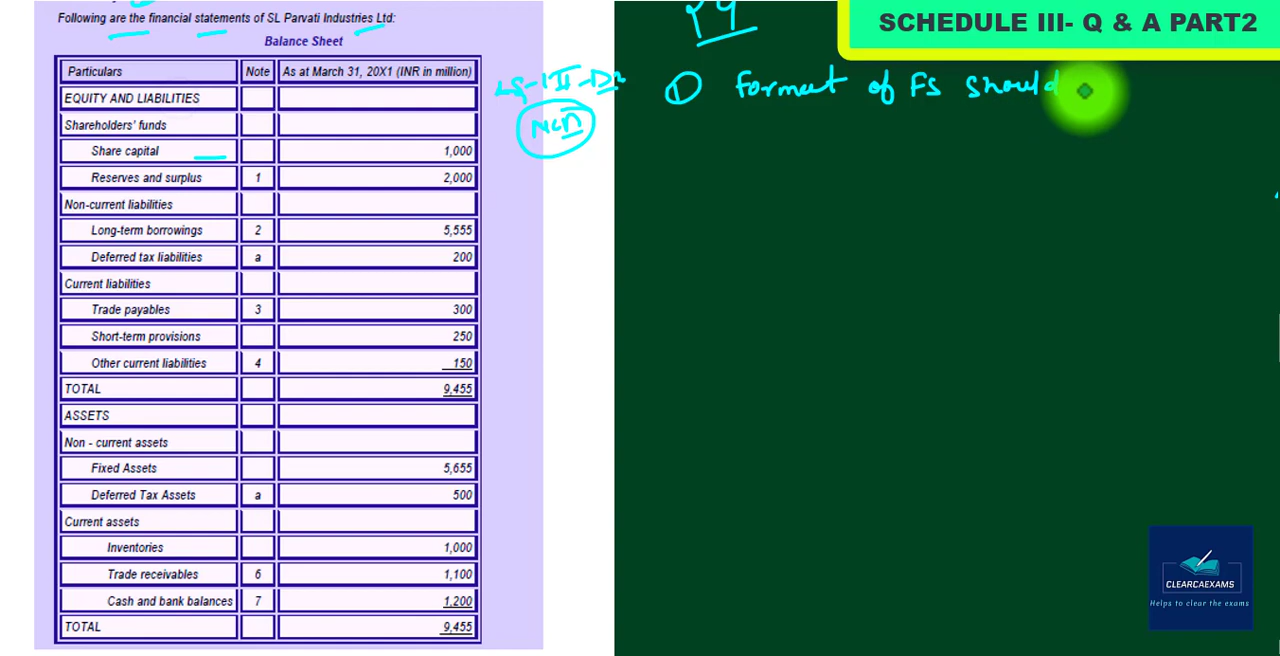 Following are the financial statements of SL Parvati Industries Ltd:
Balance Sheet
Particulars Note As at March 31, 20X1 (INR in million)
EQUITY AND LIABILITIES
Shareholders' funds
Share capital 1,000
Reserves and surplus 1 2,000
Non-current liabilities
Long-term borrowings 2 5,555
Deferred tax liabilities a 200
Current liabilities
Trade payables 3 300
Short-term provisions 250
Other current liabilities 4 150
TOTAL 9,455
ASSETS
Non - current assets
Fixed Assets 5,655
Deferred Tax Assets a 500
Current assets
Inventories 1,000
Trade receivables 6 1,100
Cash and bank balances 7 1,200
TOTAL 9,455
SCHEDULE III- Q & A PART2
① Format of FS should
CLEARCAEXAMS
Helps to clear the exams